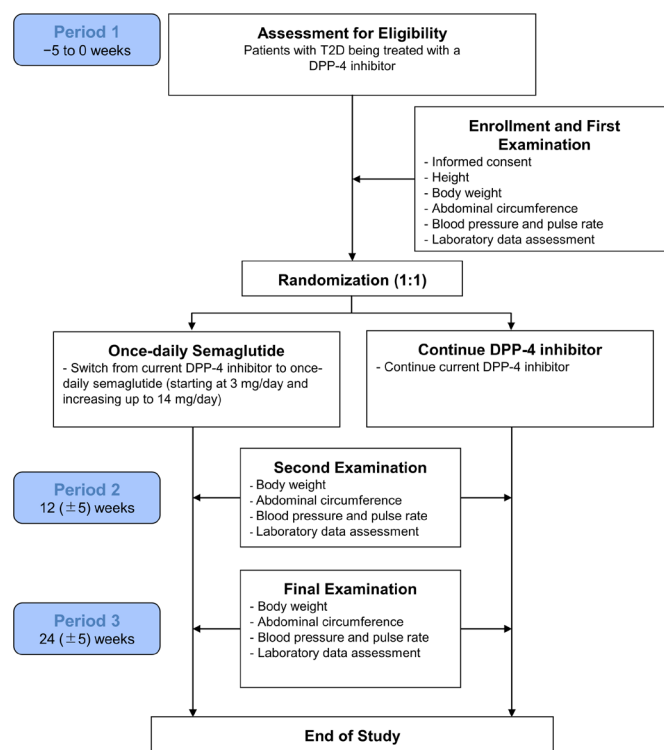 Period 1
−5 to 0 weeks
Assessment for Eligibility
Patients with T2D being treated with a
DPP-4 inhibitor
Enrollment and First
Examination
- Informed consent
- Height
- Body weight
- Abdominal circumference
- Blood pressure and pulse rate
- Laboratory data assessment
Randomization (1:1)
Once-daily Semaglutide
- Switch from current DPP-4 inhibitor to once-
daily semaglutide (starting at 3 mg/day and
increasing up to 14 mg/day)
Continue DPP-4 inhibitor
- Continue current DPP-4 inhibitor
Period 2
12 (±5) weeks
Second Examination
- Body weight
- Abdominal circumference
- Blood pressure and pulse rate
- Laboratory data assessment
Period 3
24 (±5) weeks
Final Examination
- Body weight
- Abdominal circumference
- Blood pressure and pulse rate
- Laboratory data assessment
End of Study